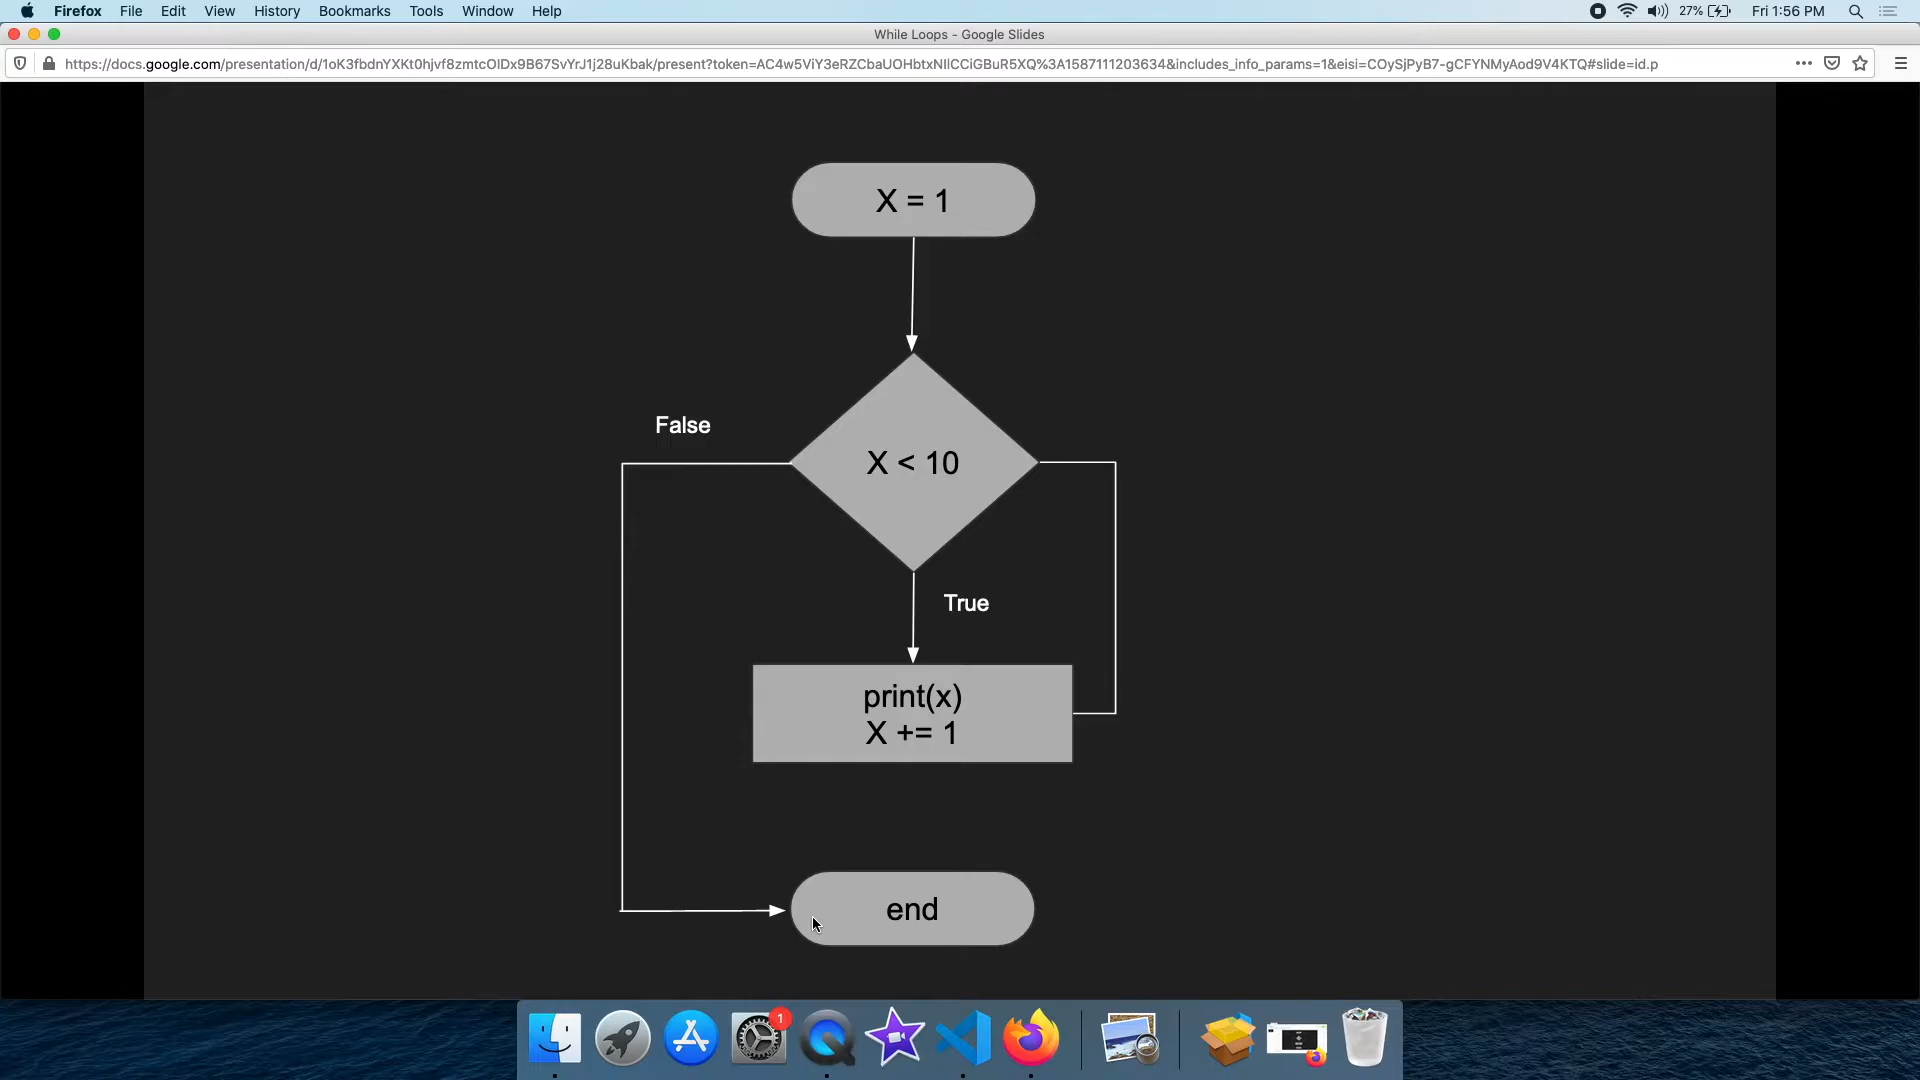 Firefox File Edit View History Bookmarks Tools Window Help 27% Fri 1:56 PM
While Loops - Google Slides
https://docs.google.com/presentation/d/1oK3fbdnYXKt0hjvf8zmtcOlDx9B67SvYrJ1j28uKbak/present?token=AC4w5ViY3eRZCbaUOHbtxNIlCCiGBuR5XQ%3A1587111203634&includes_info_params=1&eisi=COySjPyB7-gCFYNMyAod9V4KTQ#slide=id.p
X = 1
False
X < 10
True
print(x)
X += 1
end
1